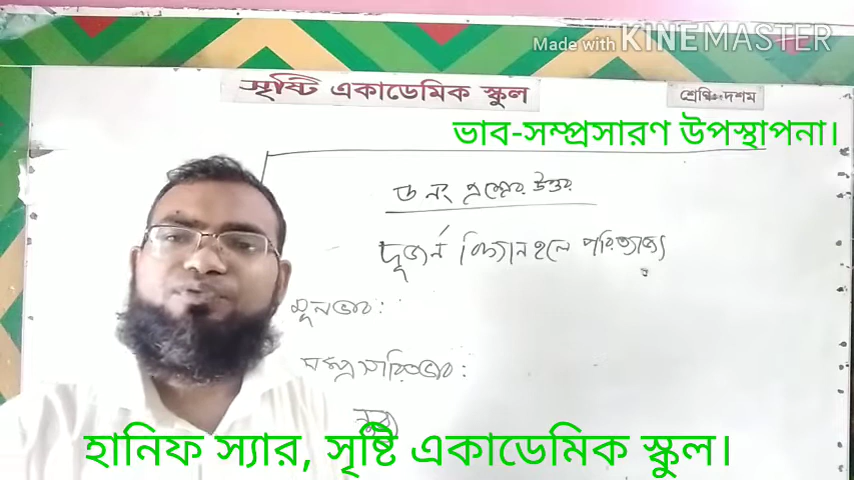 Made with KINEMASTER
সৃষ্টি একাডেমিক স্কুল
শ্রেণি: দশম
ভাব-সম্প্রসারণ উপস্থাপনা।
৩ নং প্রশ্নের উত্তর
দূর্জন বিদ্যান হলে পরিত্যাজ্য
মূলভাব:
সম্প্রসারিতভাব:
হানিফ স্যার, সৃষ্টি একাডেমিক স্কুল।